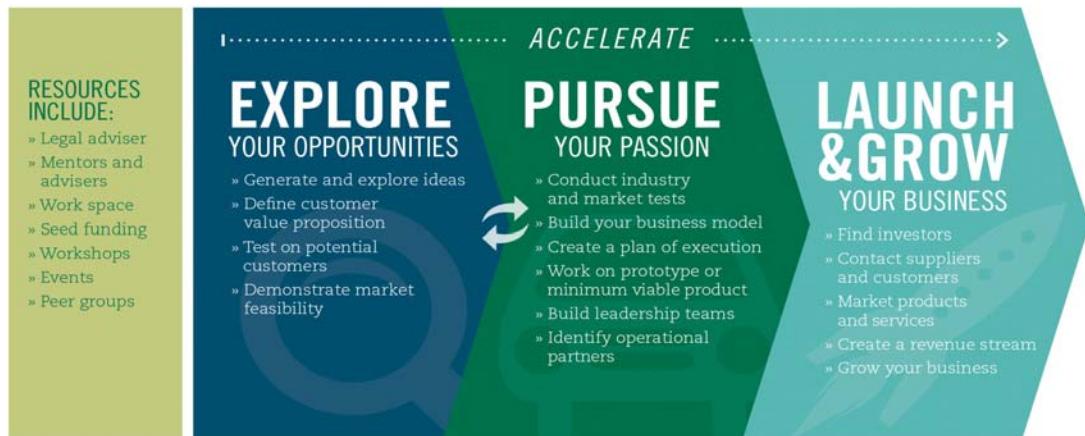 RESOURCES
INCLUDE:
» Legal adviser
» Mentors and
advisers
» Work space
» Seed funding
» Workshops
» Events
» Peer groups
ACCELERATE
EXPLORE
YOUR OPPORTUNITIES
» Generate and explore ideas
» Define customer
value proposition
» Test on potential
customers
» Demonstrate market
feasibility
PURSUE
YOUR PASSION
» Conduct industry
and market tests
» Build your business model
» Create a plan of execution
» Work on prototype or
minimum viable product
» Build leadership teams
» Identify operational
partners
LAUNCH
&GROW
YOUR BUSINESS
» Find investors
» Contact suppliers
and customers
» Market products
and services
» Create a revenue stream
» Grow your business